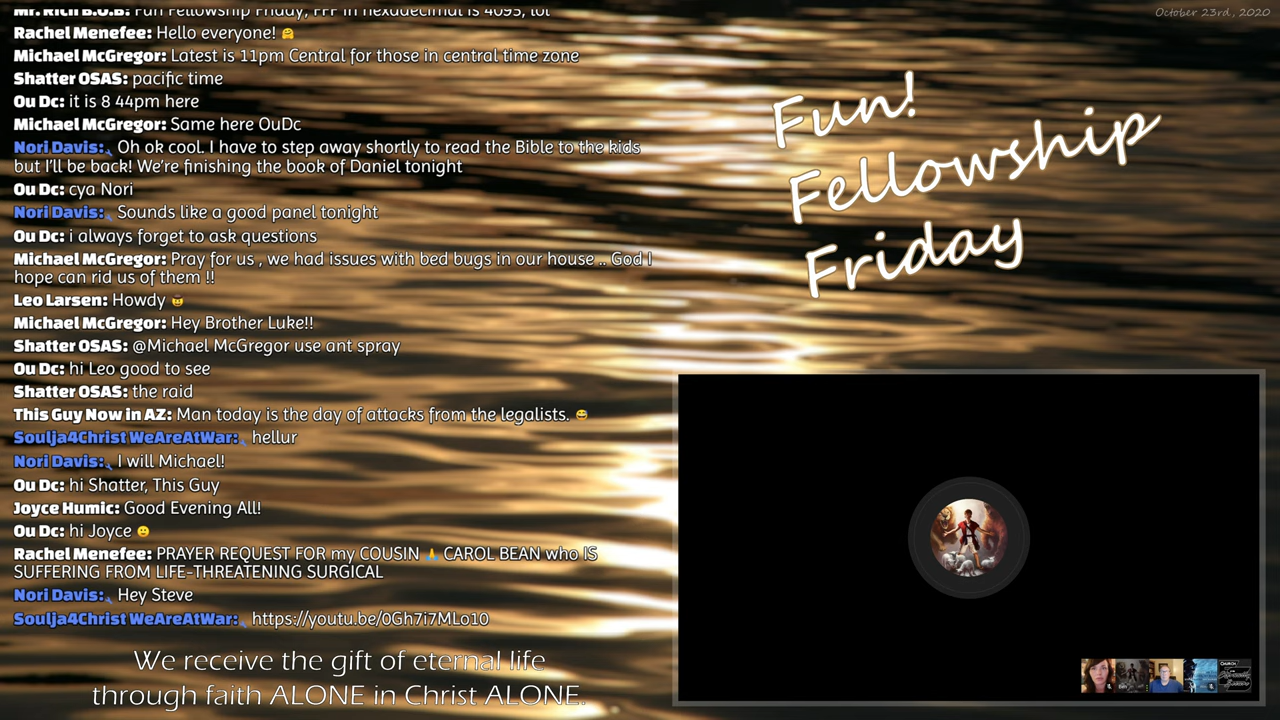 Mr. Rich B.O.B: Fun Fellowship Friday, FFF in hexadecimal is 4095, lol
Rachel Menefee: Hello everyone! 🤗
Michael McGregor: Latest is 11pm Central for those in central time zone
Shatter OSAS: pacific time
Ou Dc: it is 8 44pm here
Michael McGregor: Same here OuDc
Nori Davis: Oh ok cool. I have to step away shortly to read the Bible to the kids
but I'll be back! We're finishing the book of Daniel tonight
Ou Dc: cya Nori
Nori Davis: Sounds like a good panel tonight
Ou Dc: i always forget to ask questions
Michael McGregor: Pray for us , we had issues with bed bugs in our house .. God I
hope can rid us of them !!
Leo Larsen: Howdy 🤠
Michael McGregor: Hey Brother Luke!!
Shatter OSAS: @Michael McGregor use ant spray
Ou Dc: hi Leo good to see
Shatter OSAS: the raid
This Guy Now in AZ: Man today is the day of attacks from the legalists. 😅
Soulja4Christ WeAreAtWar: hellur
Nori Davis: I will Michael!
Ou Dc: hi Shatter, This Guy
Joyce Humic: Good Evening All!
Ou Dc: hi Joyce 🙂
Rachel Menefee: PRAYER REQUEST FOR my COUSIN 🙏 CAROL BEAN who IS
SUFFERING FROM LIFE-THREATENING SURGICAL
Nori Davis: Hey Steve
Soulja4Christ WeAreAtWar: https://youtu.be/0Gh7i7MLo10
We receive the gift of eternal life
through faith ALONE in Christ ALONE.
October 23rd, 2020
Fun!
Fellowship
Friday
CHURCH